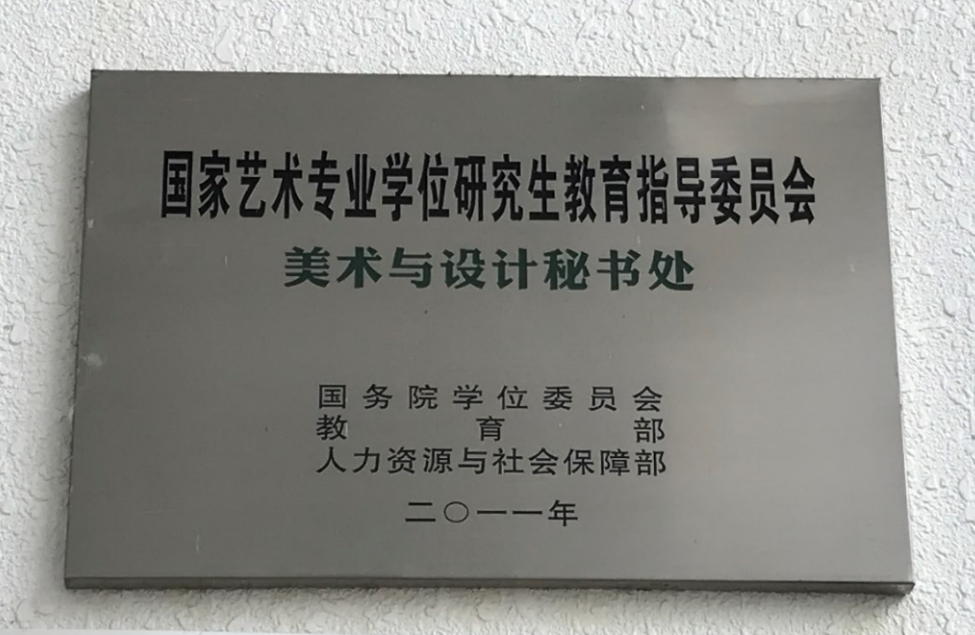 国家艺术专业学位研究生教育指导委员会
美术与设计秘书处
国务院学位委员会
教育部
人力资源与社会保障部
二〇一一年